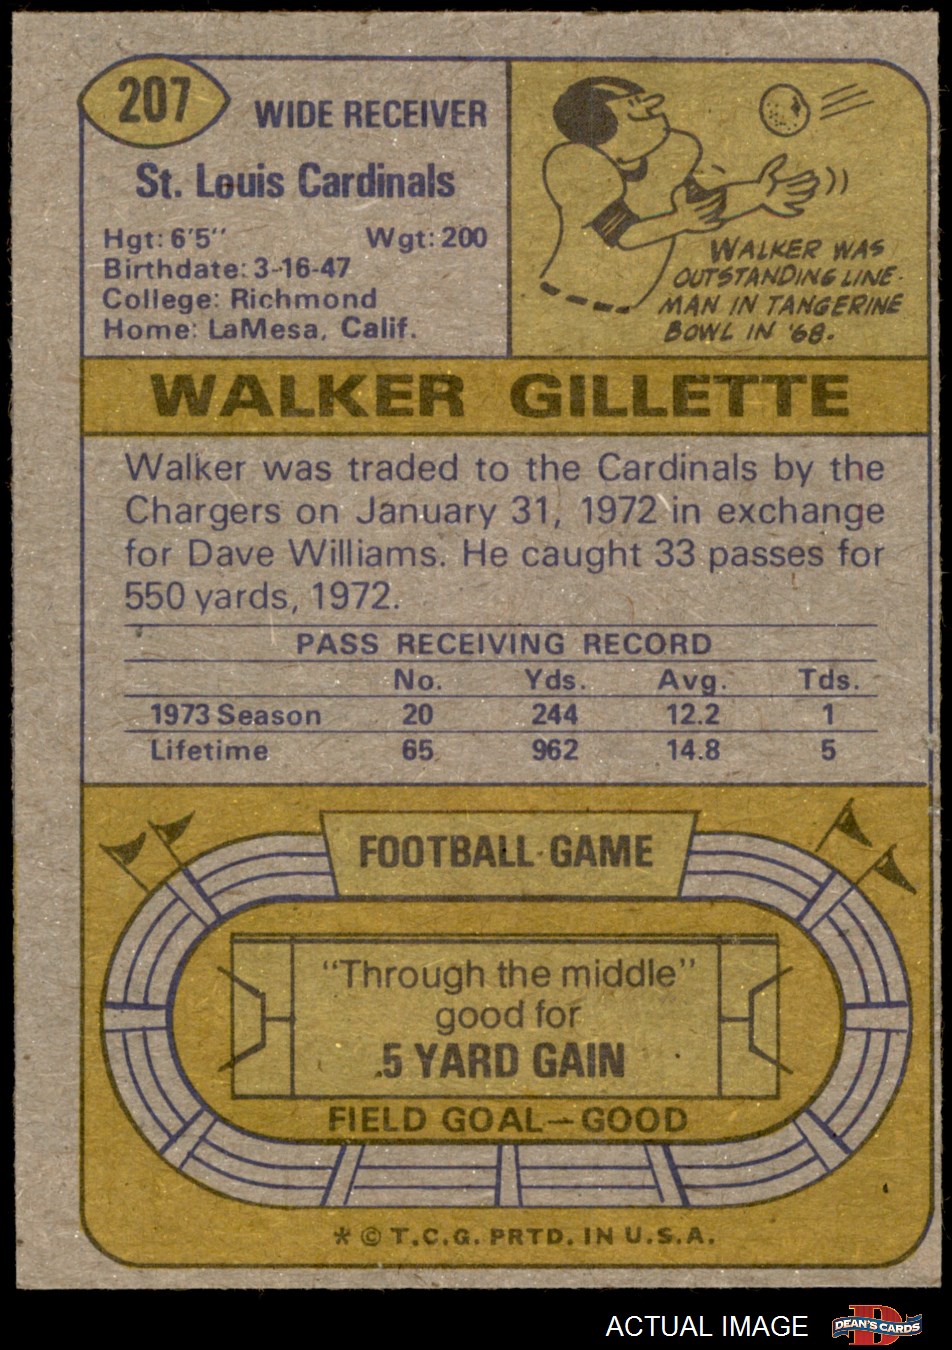 207
WIDE RECEIVER
St. Louis Cardinals
Hgt: 6'5" Wgt: 200
Birthdate: 3-16-47
College: Richmond
Home: LaMesa, Calif.
WALKER WAS
OUTSTANDING LINE-
MAN IN TANGERINE
BOWL IN '68.
WALKER GILLETTE
Walker was traded to the Cardinals by the
Chargers on January 31, 1972 in exchange
for Dave Williams. He caught 33 passes for
550 yards, 1972.
PASS RECEIVING RECORD
No. Yds. Avg. Tds.
1973 Season 20 244 12.2 1
Lifetime 65 962 14.8 5
FOOTBALL GAME
"Through the middle"
good for
5 YARD GAIN
FIELD GOAL—GOOD
* © T.C.G. PRTD. IN U.S.A.
ACTUAL IMAGE
D
DEAN'S CARDS